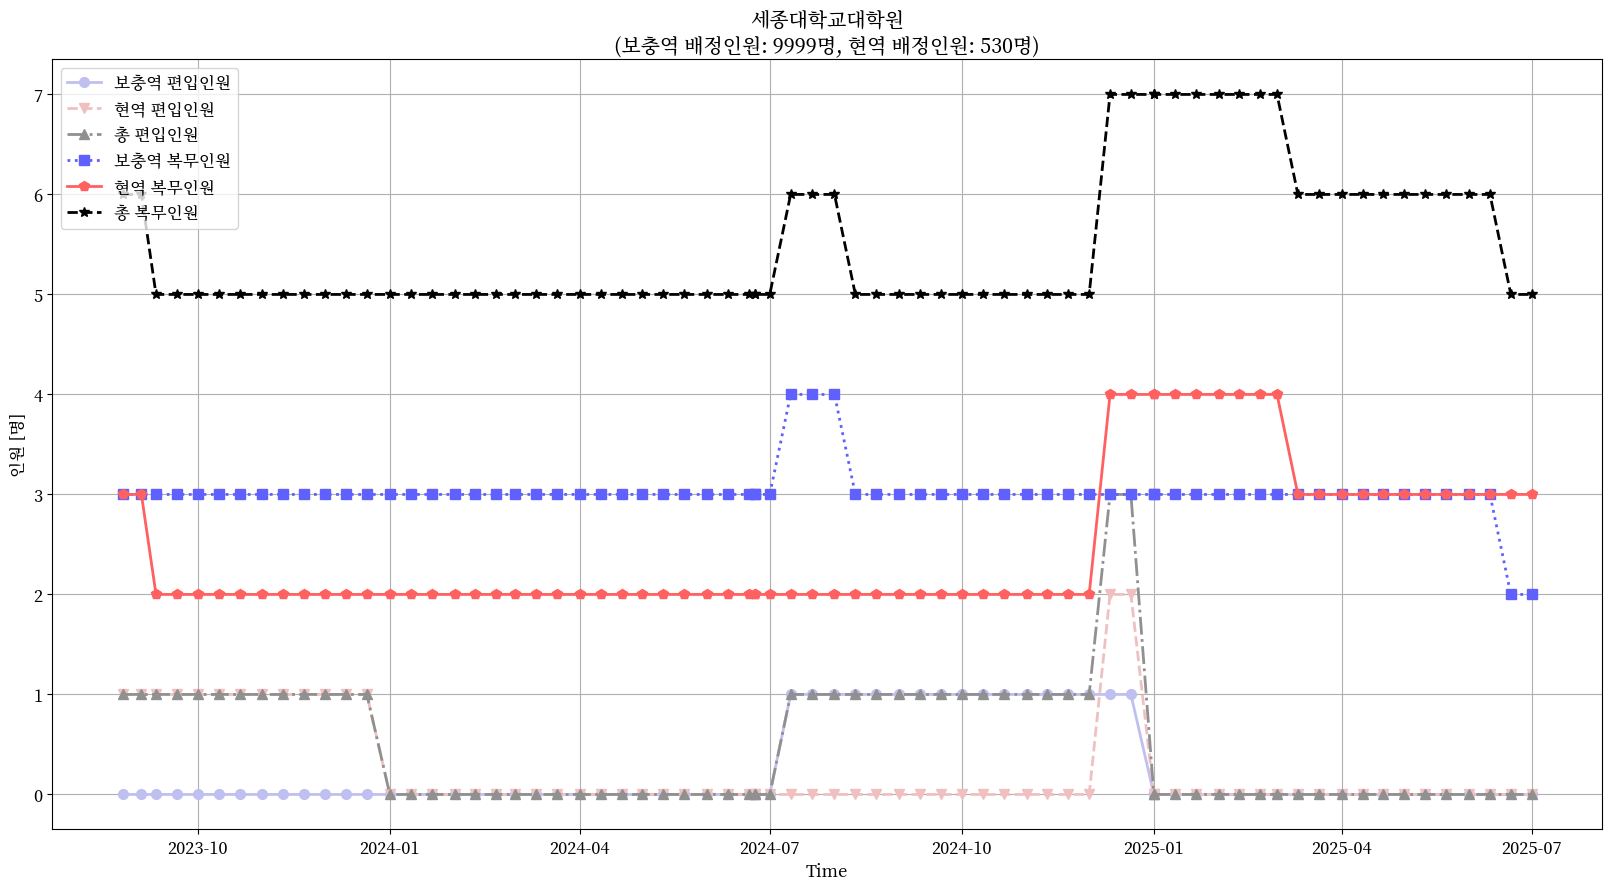 세종대학교대학원
(보충역 배정인원: 9999명, 현역 배정인원: 530명)
보충역 편입인원
현역 편입인원
총 편입인원
보충역 복무인원
현역 복무인원
총 복무인원
7
6
5
4
3
2
1
0
인원 [명]
2023-10
2024-01
2024-04
2024-07
2024-10
2025-01
2025-04
2025-07
Time